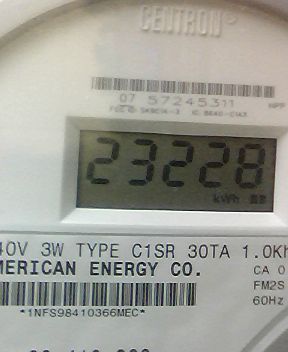 CENTRON®
07 57245311
23228
kWh
40V 3W TYPE C1SR 30TA 1.0Kh
MERICAN ENERGY CO.
CA 0
FM2S
60Hz
*1NFS98410366MEC*